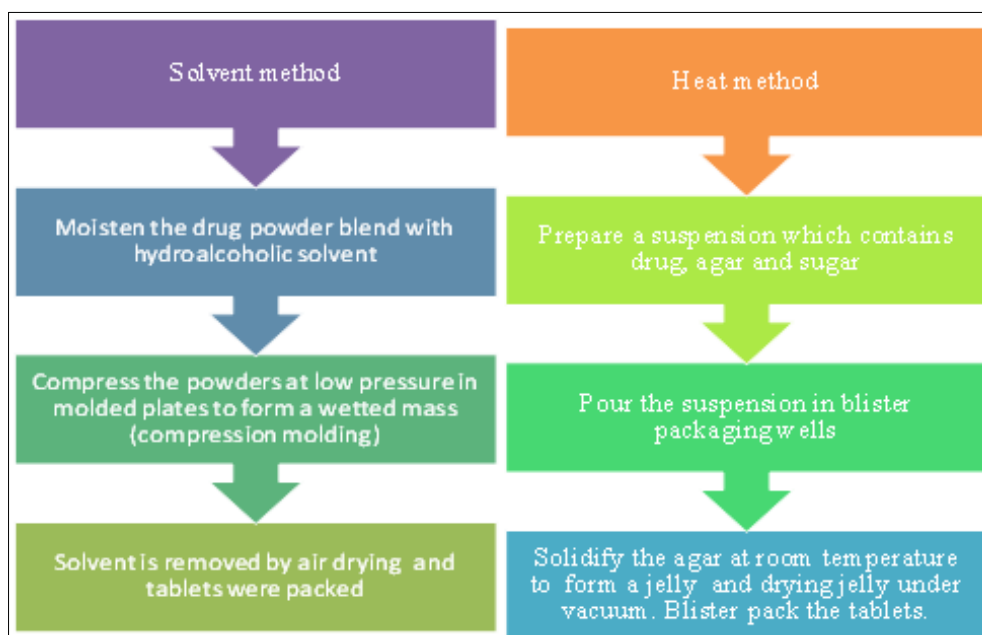 Solvent method
Moisten the drug powder blend with
hydroalcoholic solvent
Compress the powders at low pressure in
molded plates to form a wetted mass
(compression molding)
Solvent is removed by air drying and
tablets were packed
Heat method
Prepare a suspension which contains
drug, agar and sugar
Pour the suspension in blister
packaging wells
Solidify the agar at room temperature
to form a jelly and drying jelly under
vacuum. Blister pack the tablets.